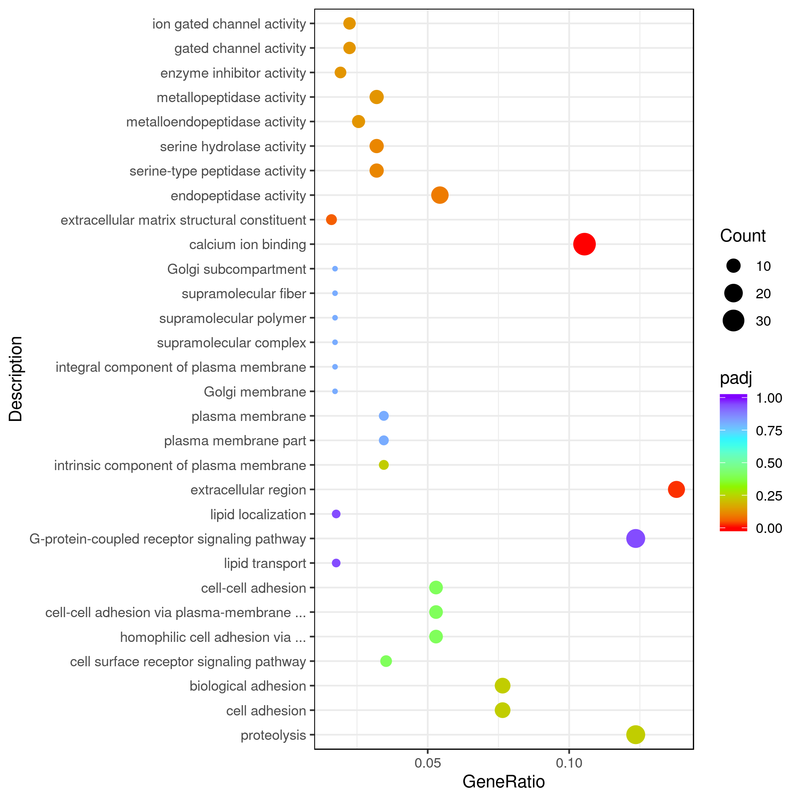 ion gated channel activity
gated channel activity
enzyme inhibitor activity
metallopeptidase activity
metalloendopeptidase activity
serine hydrolase activity
serine-type peptidase activity
endopeptidase activity
extracellular matrix structural constituent
calcium ion binding
Golgi subcompartment
supramolecular fiber
supramolecular polymer
supramolecular complex
integral component of plasma membrane
Golgi membrane
plasma membrane
plasma membrane part
intrinsic component of plasma membrane
extracellular region
lipid localization
G-protein-coupled receptor signaling pathway
lipid transport
cell-cell adhesion
cell-cell adhesion via plasma-membrane ...
homophilic cell adhesion via ...
cell surface receptor signaling pathway
biological adhesion
cell adhesion
proteolysis
Description
0.05 0.10
GeneRatio
Count
10
20
30
padj
1.00
0.75
0.50
0.25
0.00